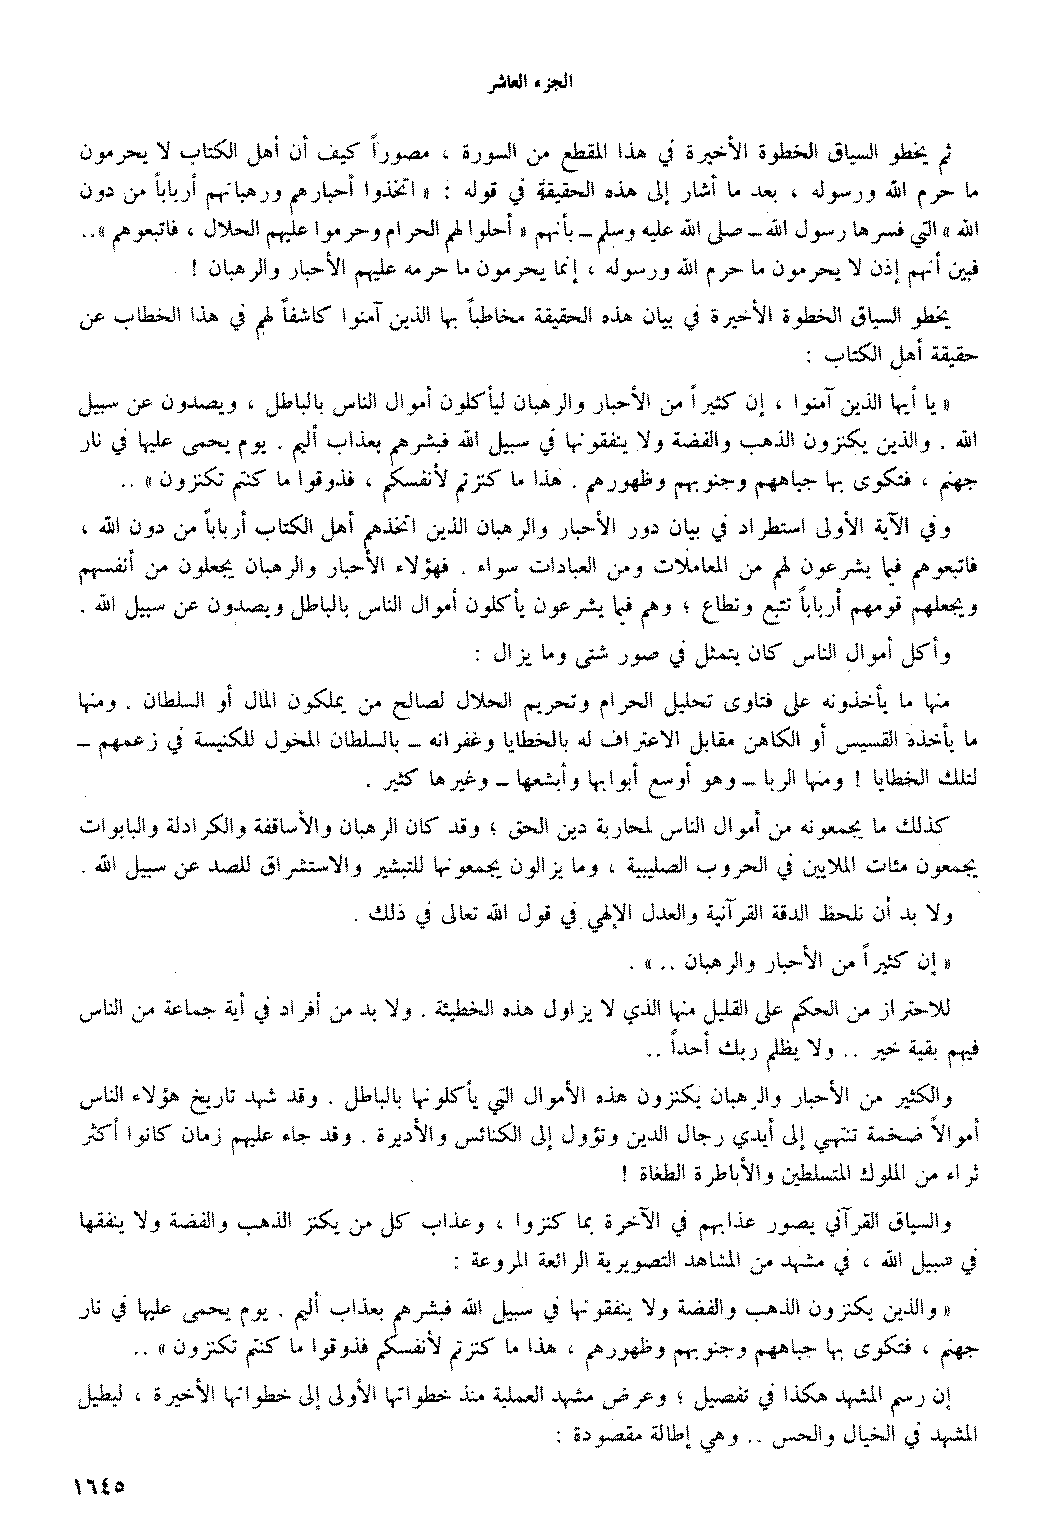 الجزء العاشر
ثم يخطو السياق الخطوة الأخيرة في هذا المقطع من السورة ، مصوراً كيف أن أهل الكتاب لا يحرمون
ما حرم الله ورسوله ، بعد ما أشار إلى هذه الحقيقة في قوله : « اتخذوا أحبارهم ورهبانهم أرباباً من دون
الله » التي فسرها رسول الله – صلى الله عليه وسلم – بأنهم « أحلوا لهم الحرام وحرموا عليهم الحلال ، فاتبعوهم »..
فبين أنهم إذن لا يحرمون ما حرم الله ورسوله ، إنما يحرمون ما حرمه عليهم الأحبار والرهبان !
يخطو السياق الخطوة الأخيرة في بيان هذه الحقيقة مخاطباً بها الذين آمنوا كاشفاً لهم في هذا الخطاب عن
حقيقة أهل الكتاب :
« يا أيها الذين آمنوا ، إن كثيراً من الأحبار والرهبان ليأكلون أموال الناس بالباطل ، ويصدون عن سبيل
الله . والذين يكنزون الذهب والفضة ولا ينفقونها في سبيل الله فبشرهم بعذاب أليم . يوم يحمى عليها في نار
جهنم ، فتكوى بها جباههم وجنوبهم وظهورهم . هذا ما كنزتم لأنفسكم ، فذوقوا ما كنتم تكنزون » ..
وفي الآية الأولى استطراد في بيان دور الأحبار والرهبان الذين اتخذهم أهل الكتاب أرباباً من دون الله ،
فاتبعوهم فيما يشرعون لهم من المعاملات ومن العبادات سواء . فهؤلاء الأحبار والرهبان يجعلون من أنفسهم
ويجعلهم قومهم أرباباً تتبع وتطاع ؛ وهم فيما يشرعون يأكلون أموال الناس بالباطل ويصدون عن سبيل الله .
وأكل أموال الناس كان يتمثل في صور شتى وما يزال :
منها ما يأخذونه على فتاوى تحليل الحرام وتحريم الحلال لصالح من يملكون المال أو السلطان . ومنها
ما يأخذه القسيس أو الكاهن مقابل الاعتراف له بالخطايا وغفرانه – بالسلطان المخول للكنيسة في زعمهم –
لتلك الخطايا ! ومنها الربا – وهو أوسع أبوابها وأبشعها – وغيرها كثير .
كذلك ما يجمعونه من أموال الناس لمحاربة دين الحق ؛ وقد كان الرهبان والأساقفة والكرادلة والبابوات
يجمعون مئات الملايين في الحروب الصليبية ، وما يزالون يجمعونها للتبشير والاستشراق للصد عن سبيل الله .
ولا بد أن نلحظ الدقة القرآنية والعدل الإلهي في قول الله تعالى في ذلك .
« إن كثيراً من الأحبار والرهبان .. » .
للاحتراز من الحكم على القليل منها الذي لا يزاول هذه الخطيئة . ولا بد من أفراد في أية جماعة من الناس
فيهم بقية خير .. ولا يظلم ربك أحداً ..
والكثير من الأحبار والرهبان يكنزون هذه الأموال التي يأكلونها بالباطل . وقد شهد تاريخ هؤلاء الناس
أموالاً ضخمة تنتهي إلى أيدي رجال الدين وتؤول إلى الكنائس والأديرة . وقد جاء عليهم زمان كانوا أكثر
ثراء من الملوك المتسلطين والأباطرة الطغاة !
والسياق القرآني يصور عذابهم في الآخرة بما كنزوا ، وعذاب كل من يكنز الذهب والفضة ولا ينفقها
في سبيل الله ، في مشهد من المشاهد التصويرية الرائعة المروعة :
« والذين يكنزون الذهب والفضة ولا ينفقونها في سبيل الله فبشرهم بعذاب أليم . يوم يحمى عليها في نار
جهنم ، فتكوى بها جباههم وجنوبهم وظهورهم ، هذا ما كنزتم لأنفسكم فذوقوا ما كنتم تكنزون » ..
إن رسم المشهد هكذا في تفصيل ؛ وعرض مشهد العملية منذ خطواتها الأولى إلى خطواتها الأخيرة ، ليطيل
المشهد في الخيال والحس .. وهي إطالة مقصودة :
١٦٤٥